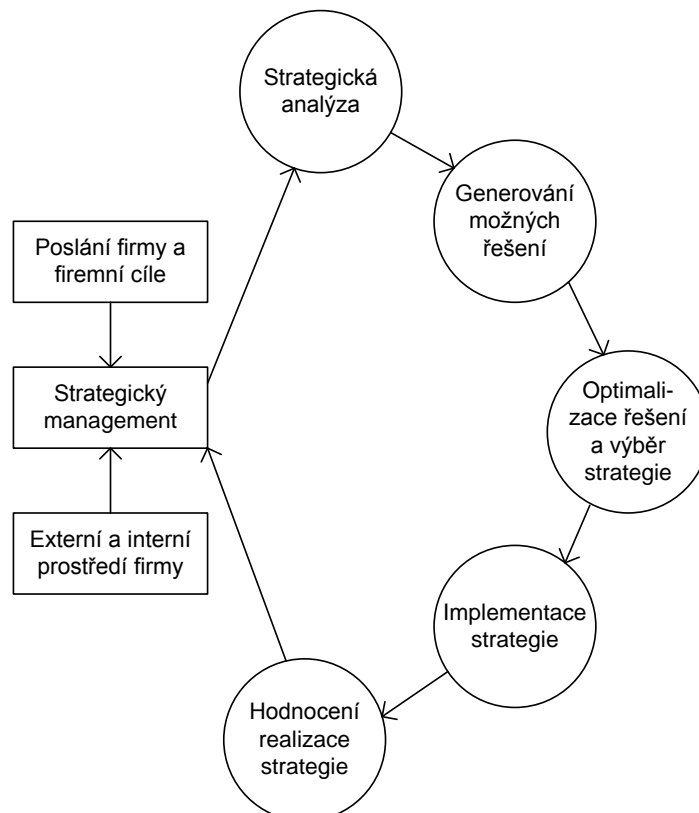 Strategická
analýza
Generování
možných
řešení
Poslání firmy a
firemní cíle
Strategický
management
Optimali-
zace řešení
a výběr
strategie
Externí a interní
prostředí firmy
Implementace
strategie
Hodnocení
realizace
strategie